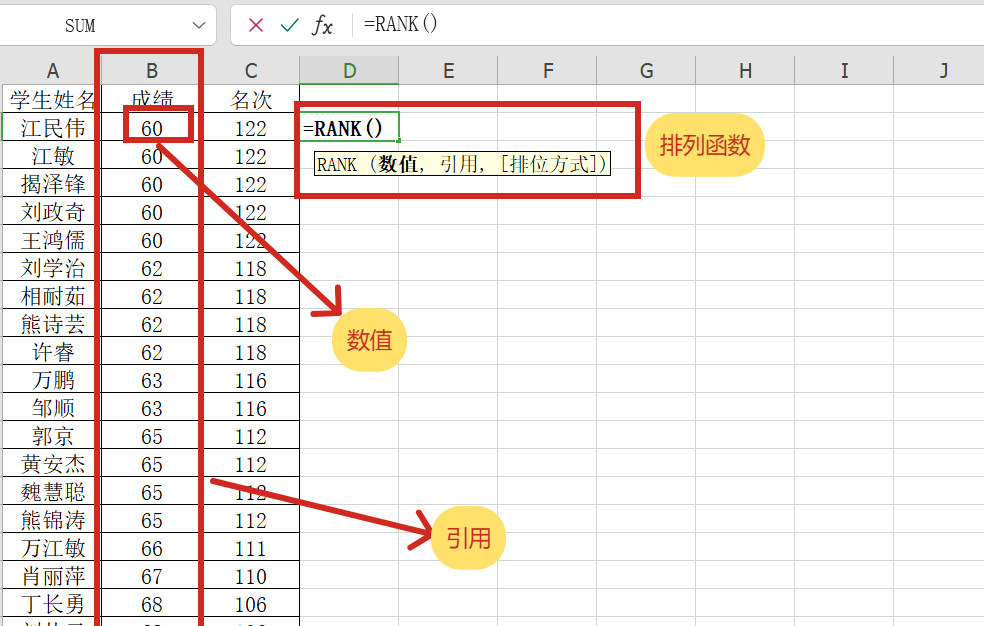 SUM fx =RANK()
A B C D E F G H I J
学生姓名 成绩 名次
江民伟 60 122 =RANK() 排列函数
江敏 60 122 RANK (数值, 引用, [排位方式])
揭泽锋 60 122
刘政奇 60 122
王鸿儒 60 122
刘学治 62 118
相耐茹 62 118
熊诗芸 62 118 数值
许睿 62 118
万鹏 63 116
邹顺 63 116
郭京 65 112
黄安杰 65 112
魏慧聪 65 112
熊锦涛 65 112 引用
万江敏 66 111
肖丽萍 67 110
丁长勇 68 106